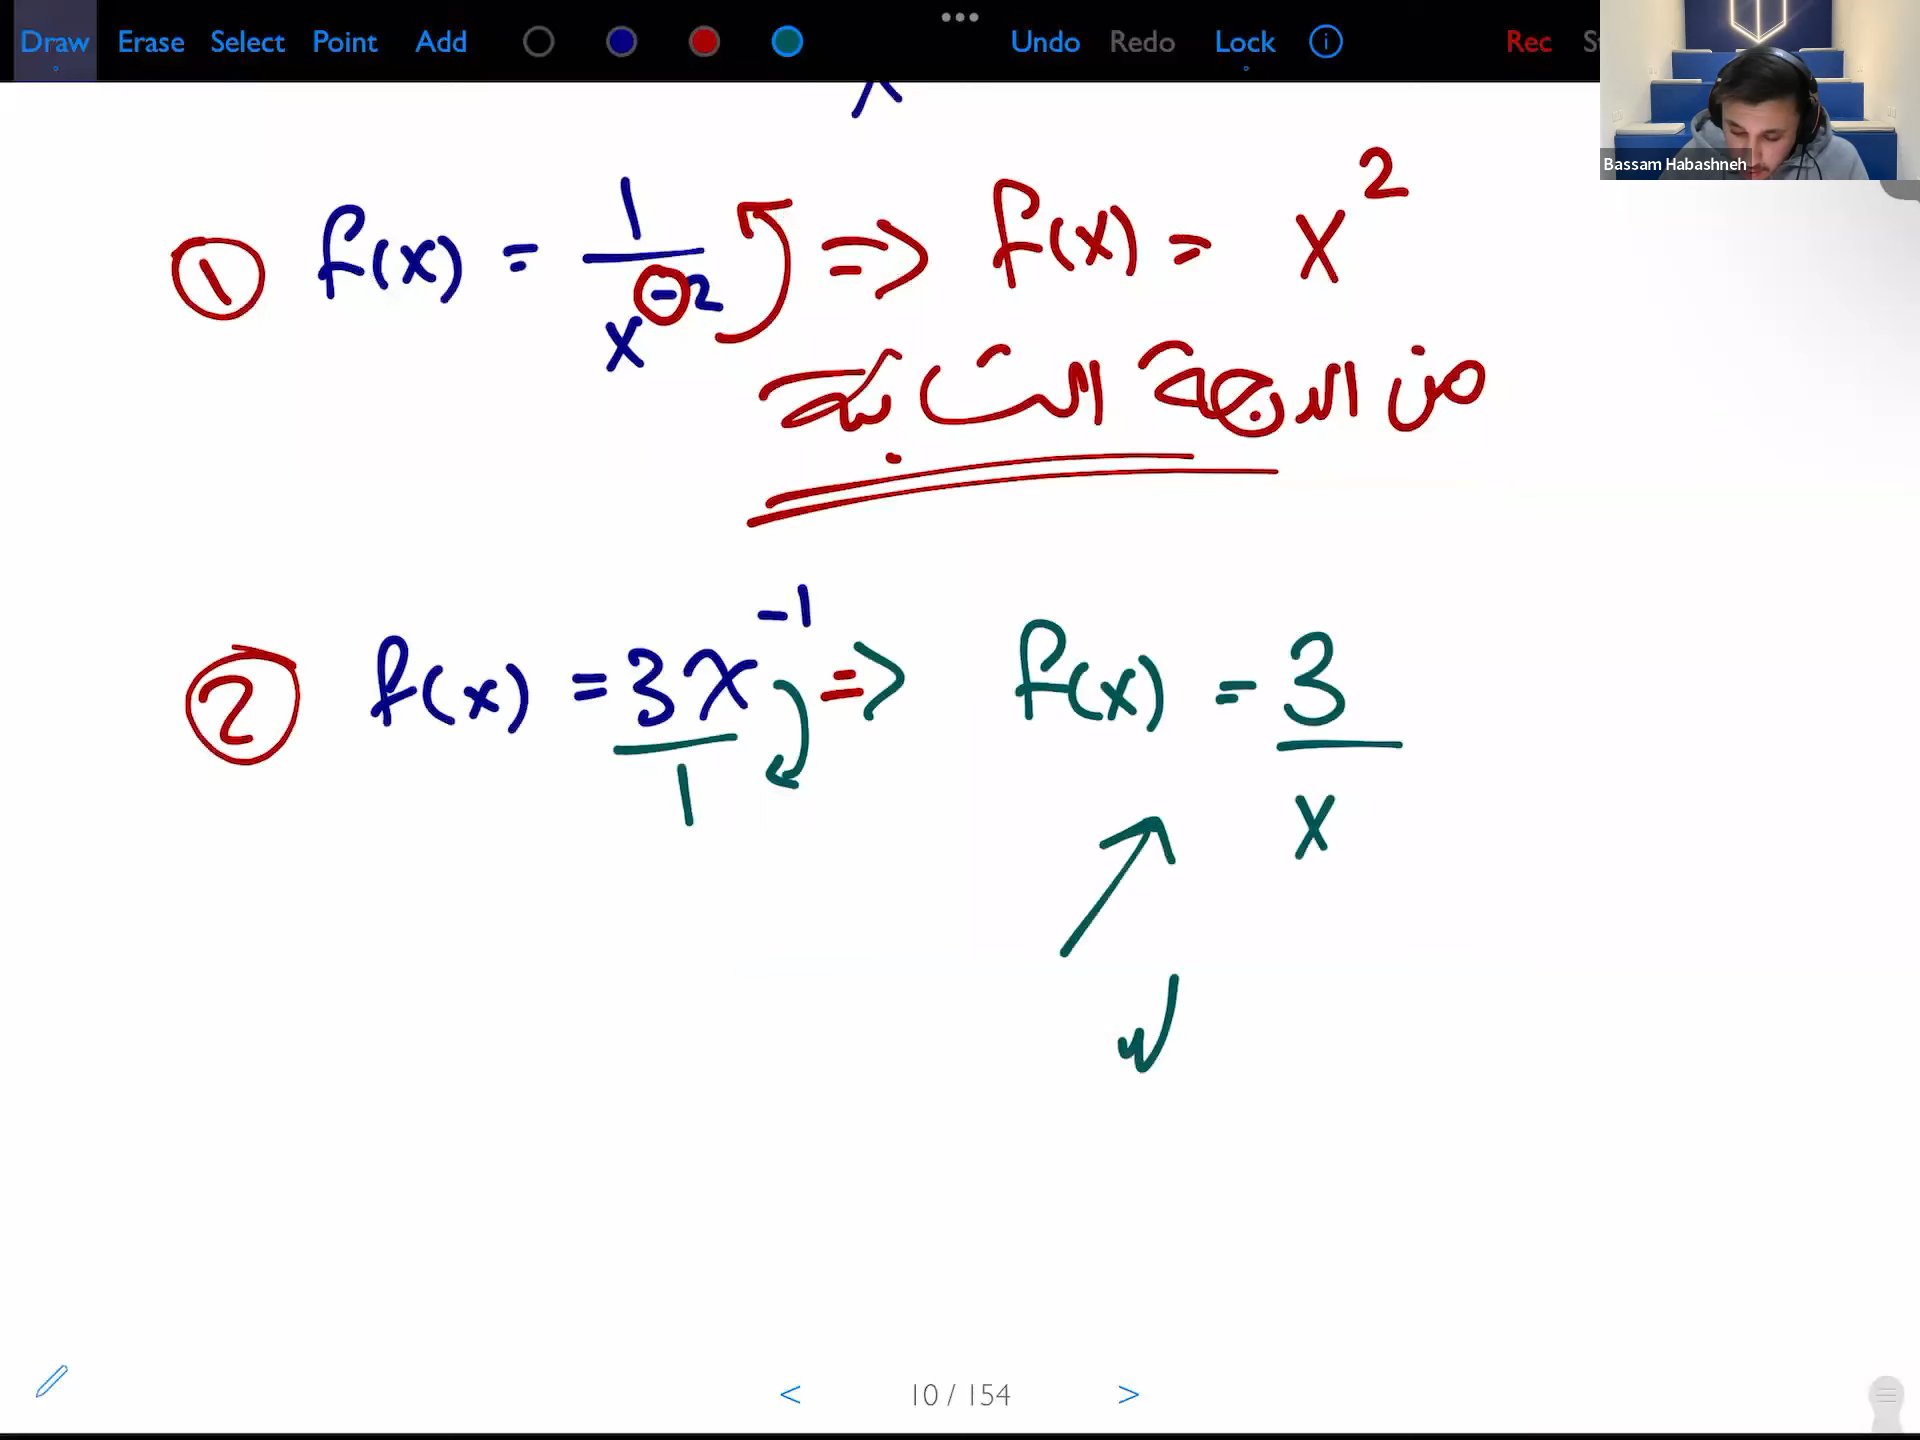 Draw Erase Select Point Add Undo Redo Lock Rec
Bassam Habashneh
① f(x) = 1/x^-2 => f(x) = x^2
من الدرجة الثانية
② f(x) = 3x^-1/1 => f(x) = 3/x
< 10 / 154 >